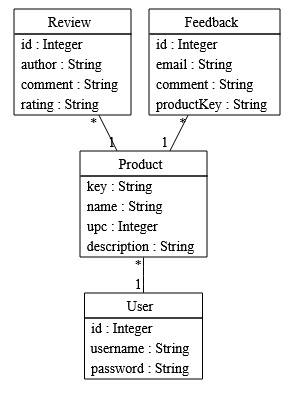 Review
id : Integer
author : String
comment : String
rating : String
Feedback
id : Integer
email : String
comment : String
productKey : String
* *
1 1
Product
key : String
name : String
upc : Integer
description : String
*
1
User
id : Integer
username : String
password : String